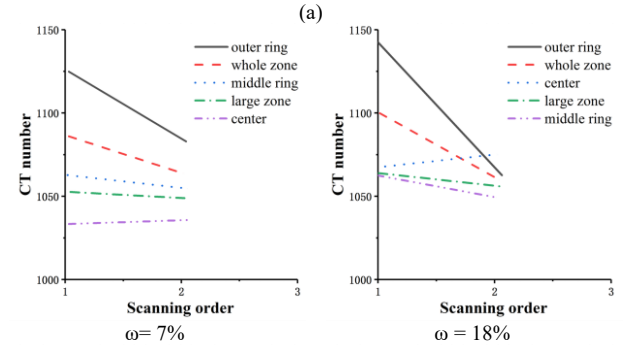 (a)
1150
1100
1050
1000
CT number
outer ring
whole zone
middle ring
large zone
center
1 2 3
Scanning order
ω= 7%
1150
1100
1050
1000
CT number
outer ring
whole zone
center
large zone
middle ring
1 2 3
Scanning order
ω = 18%